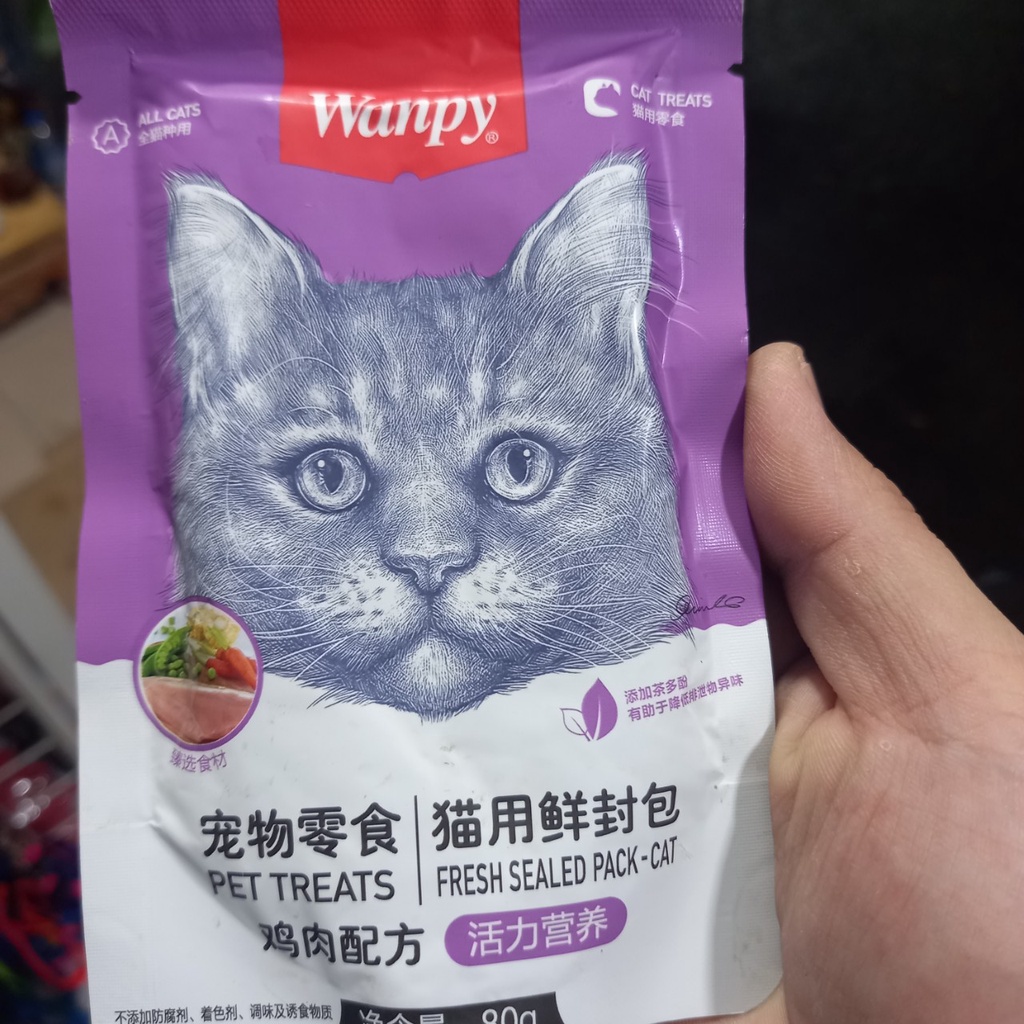 Wanpy®
A
ALL CATS
全猫种用
CAT TREATS
猫用零食
添加茶多酚
有助于降低排泄物异味
臻选食材
宠物零食
PET TREATS
猫用鲜封包
FRESH SEALED PACK-CAT
鸡肉配方
活力营养
不添加防腐剂、着色剂、调味及诱食物质
净含量 80g